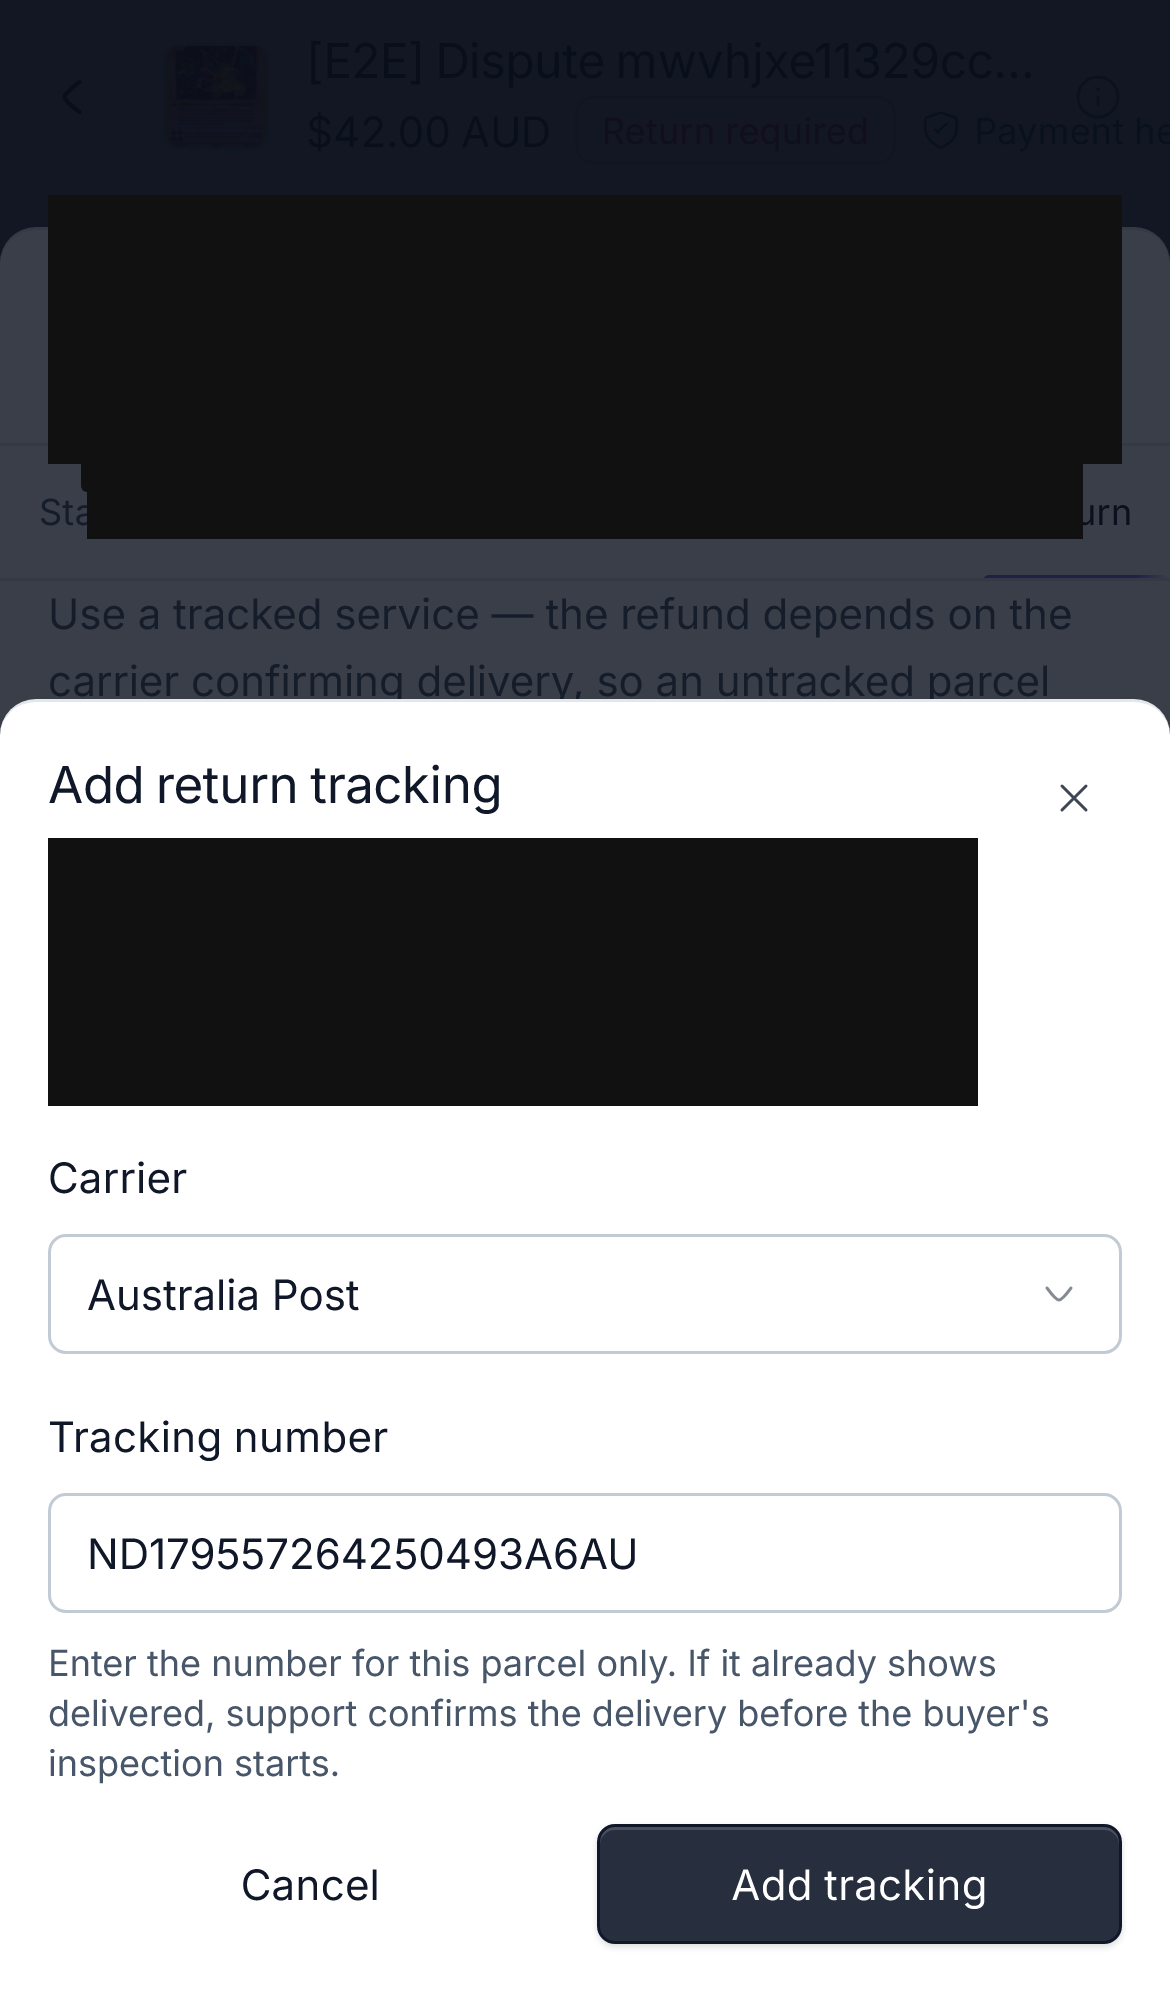 [E2E] Dispute mwvhjxe11329cc...
$42.00 AUD Return required Payment he
Sta urn
Use a tracked service — the refund depends on the
carrier confirming delivery, so an untracked parcel
Add return tracking
Carrier
Australia Post
Tracking number
ND179557264250493A6AU
Enter the number for this parcel only. If it already shows
delivered, support confirms the delivery before the buyer's
inspection starts.
Cancel Add tracking